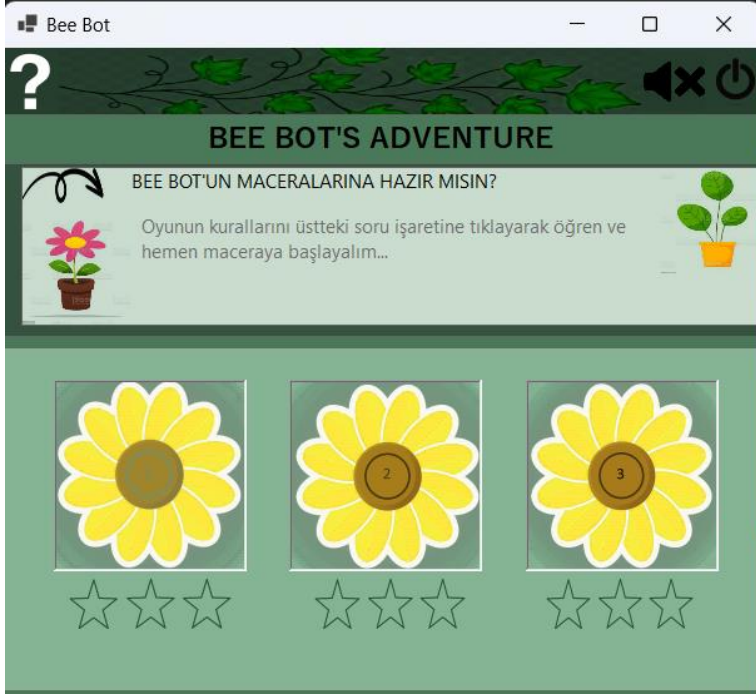 Bee Bot
?
BEE BOT'S ADVENTURE
BEE BOT'UN MACERALARINA HAZIR MISIN?
Oyunun kurallarını üstteki soru işaretine tıklayarak öğren ve
hemen maceraya başlayalım...
2
3